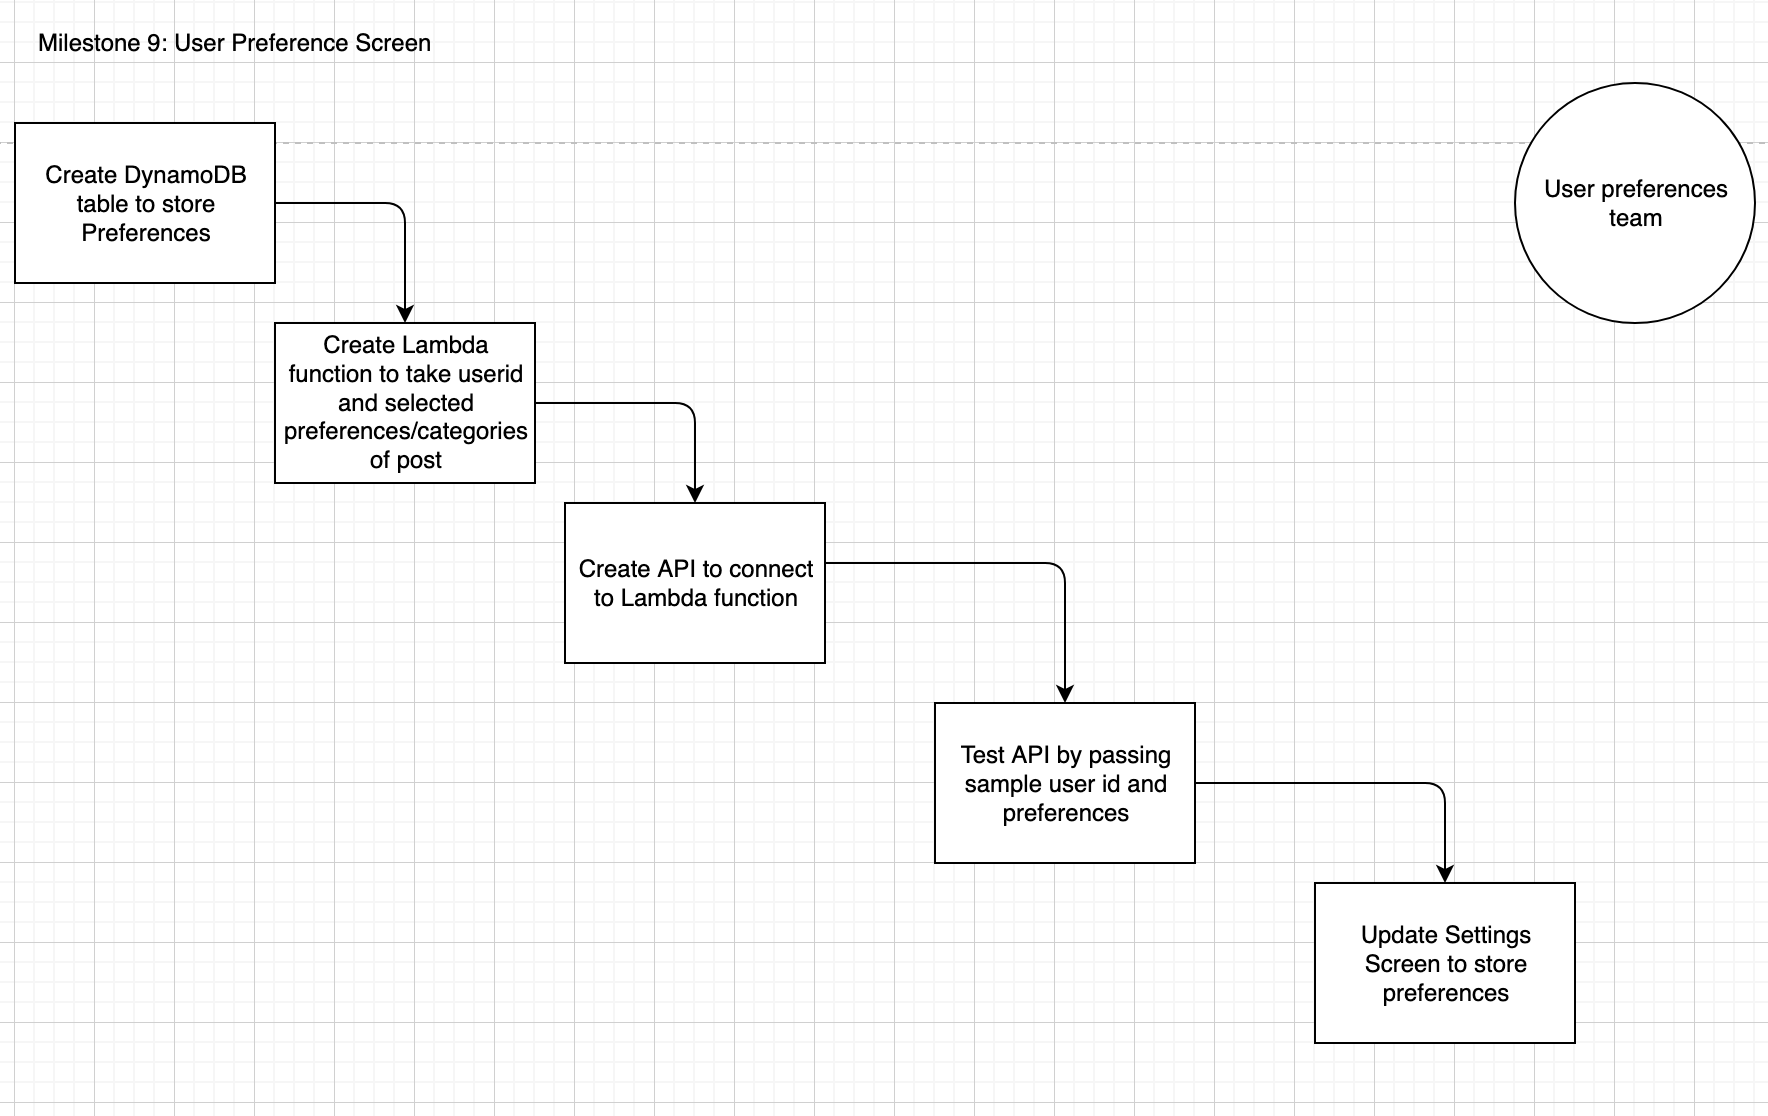 Milestone 9: User Preference Screen
User preferences
team
Create DynamoDB
table to store
Preferences
Create Lambda
function to take userid
and selected
preferences/categories
of post
Create API to connect
to Lambda function
Test API by passing
sample user id and
preferences
Update Settings
Screen to store
preferences